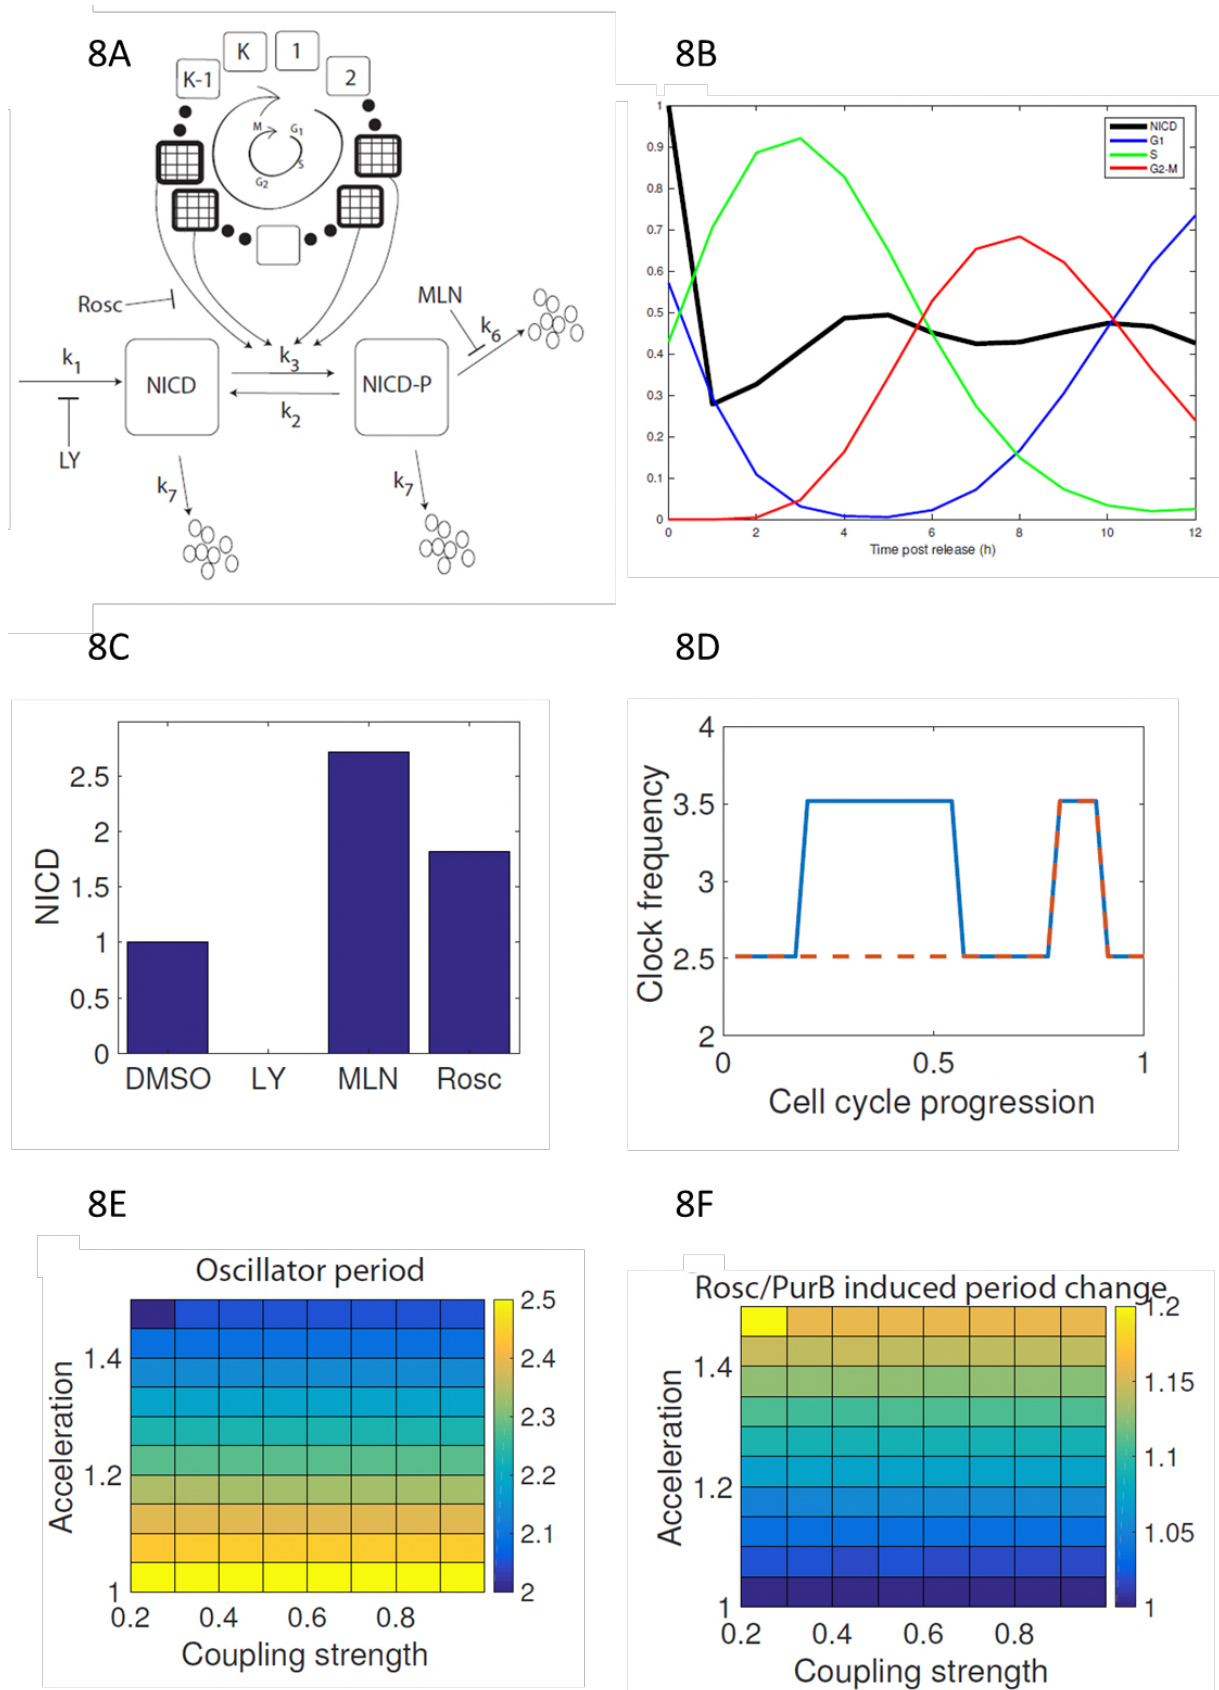 8A
K-1
K
1
2
M
G1
S
G2
Rosc
MLN
k1
k3
k6
NICD
NICD-P
k2
LY
k7
k7
8B
1
0.9
0.8
0.7
0.6
0.5
0.4
0.3
0.2
0.1
0
NICD
G1
S
G2-M
0 2 4 6 8 10 12
Time post release (h)
8C
NICD
2.5
2
1.5
1
0.5
0
DMSO LY MLN Rosc
8D
Clock frequency
4
3.5
3
2.5
2
0 0.5 1
Cell cycle progression
8E
Oscillator period
Acceleration
1.4
1.2
1
0.2 0.4 0.6 0.8
Coupling strength
2.5
2.4
2.3
2.2
2.1
2
8F
Rosc/PurB induced period change
Acceleration
1.4
1.2
1
0.2 0.4 0.6 0.8
Coupling strength
1.2
1.15
1.1
1.05
1